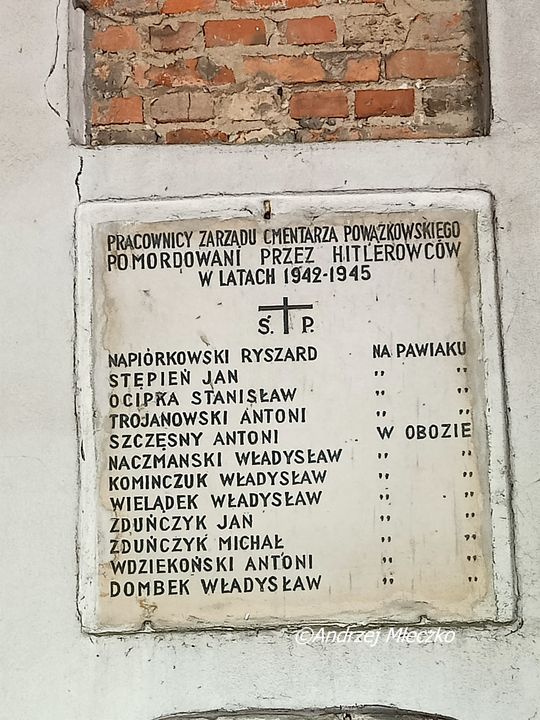 PRACOWNICY ZARZĄDU CMENTARZA POWĄZKOWSKIEGO
POMORDOWANI PRZEZ HITLEROWCÓW
W LATACH 1942-1945
Ś. P.
NAPIÓRKOWSKI RYSZARD NA PAWIAKU
STĘPIEŃ JAN " "
OCIPKA STANISŁAW " "
TROJANOWSKI ANTONI " "
SZCZĘSNY ANTONI W OBOZIE
NACZMANSKI WŁADYSŁAW " "
KOMINCZUK WŁADYSŁAW " "
WIELĄDEK WŁADYSŁAW " "
ZDUŃCZYK JAN " "
ZDUŃCZYK MICHAŁ " "
WDZIEKOŃSKI ANTONI " "
DOMBEK WŁADYSŁAW " "
©Andrzej Mleczko